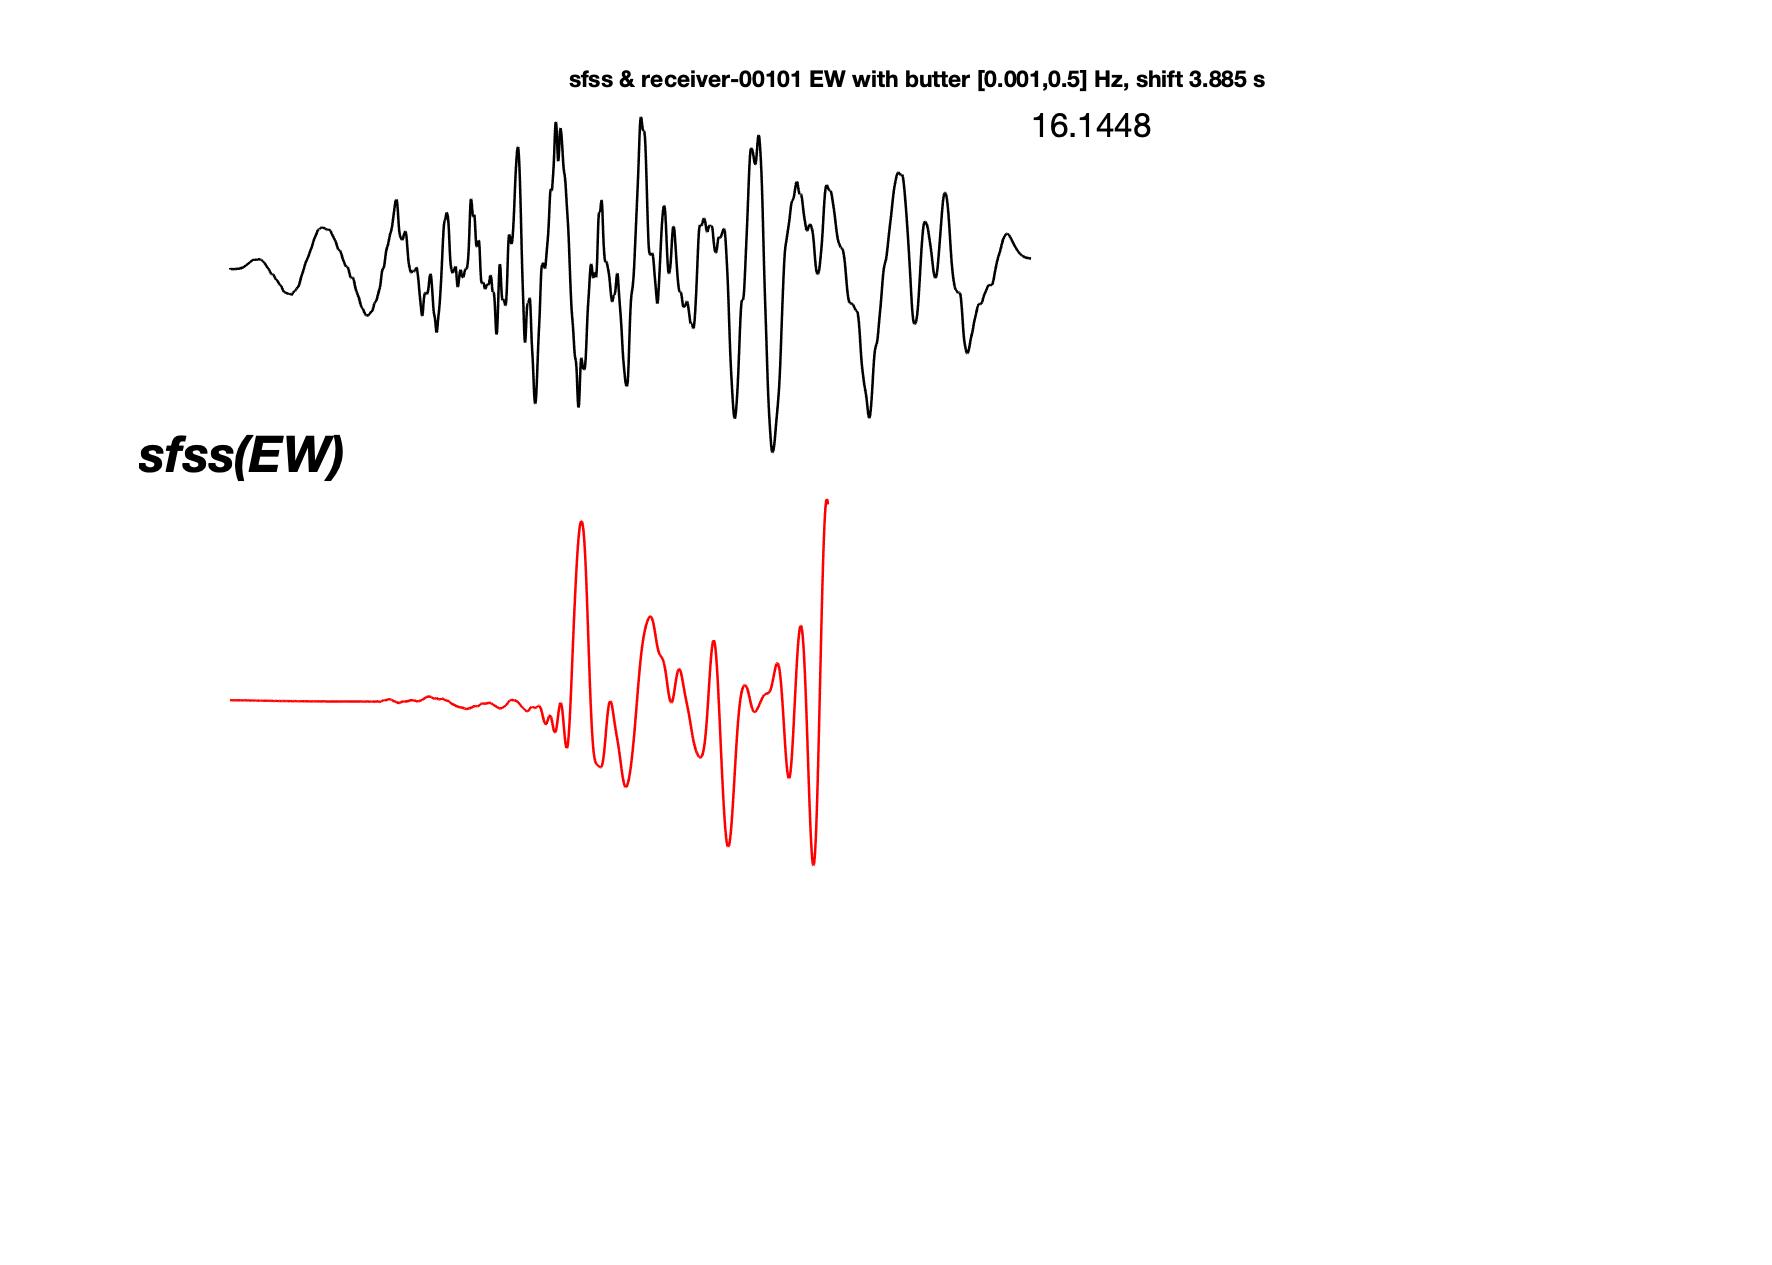 sfss & receiver-00101 EW with butter [0.001,0.5] Hz, shift 3.885 s
16.1448
sfss(EW)